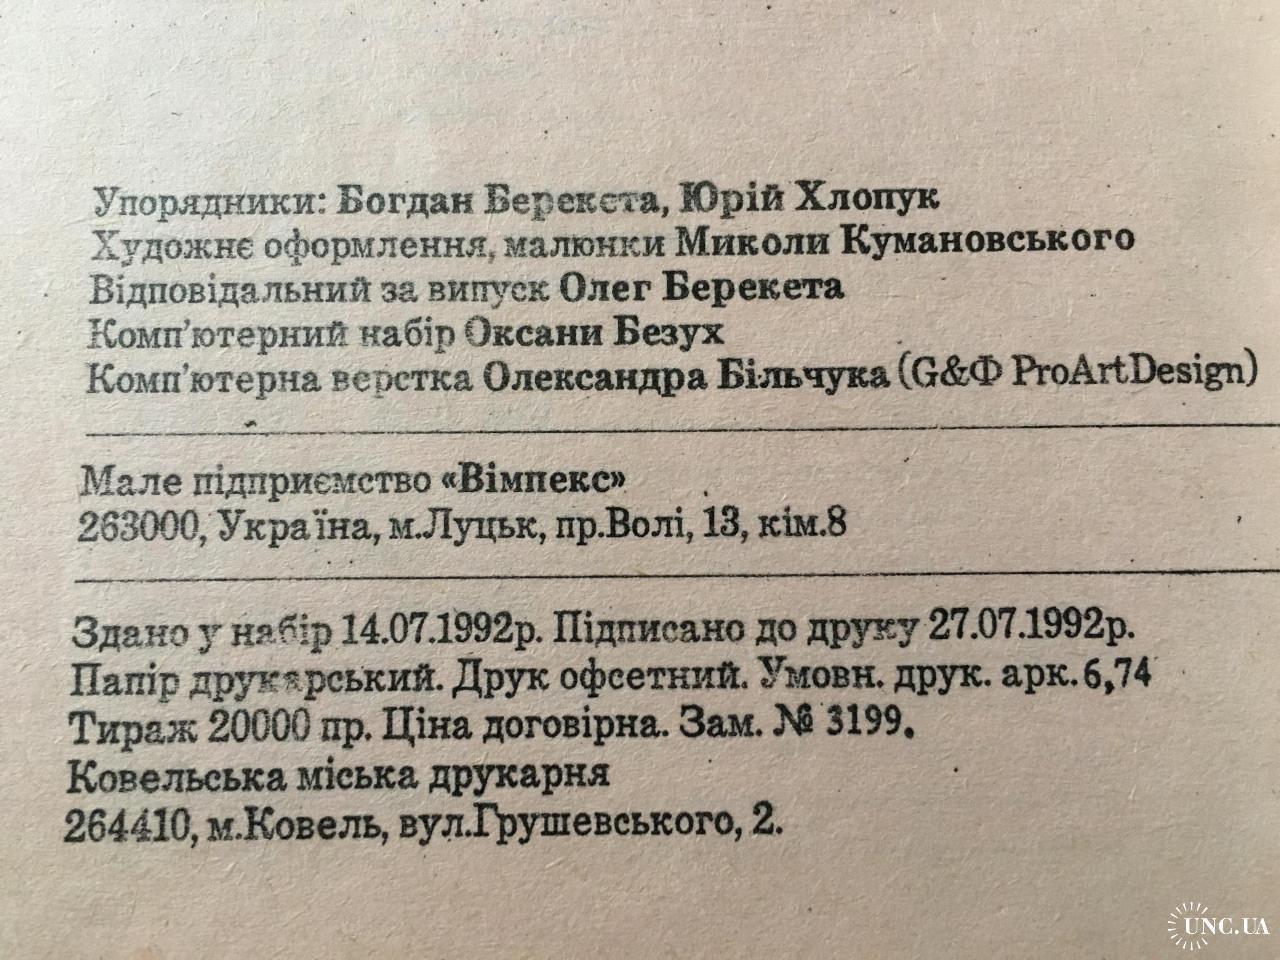 Упорядники: Богдан Берекета, Юрій Хлопук
Художнє оформлення, малюнки Миколи Кумановського
Відповідальний за випуск Олег Берекета
Комп'ютерний набір Оксани Безух
Комп'ютерна верстка Олександра Більчука (G&Ф ProArtDesign)
Мале підприємство «Вімпекс»
263000, Україна, м.Луцьк, пр.Волі, 13, кім.8
Здано у набір 14.07.1992р. Підписано до друку 27.07.1992р.
Папір друкарський. Друк офсетний. Умовн. друк. арк. 6,74
Тираж 20000 пр. Ціна договірна. Зам. № 3199.
Ковельська міська друкарня
264410, м.Ковель, вул.Грушевського, 2.
UNC.UA